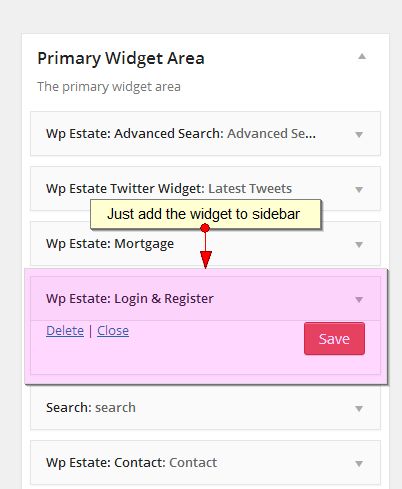 Primary Widget Area
The primary widget area
Wp Estate: Advanced Search: Advanced Se...
Wp Estate Twitter Widget: Latest Tweets
Just add the widget to sidebar
Wp Estate: Mortgage
Wp Estate: Login & Register
Delete | Close
Save
Search: search
Wp Estate: Contact: Contact